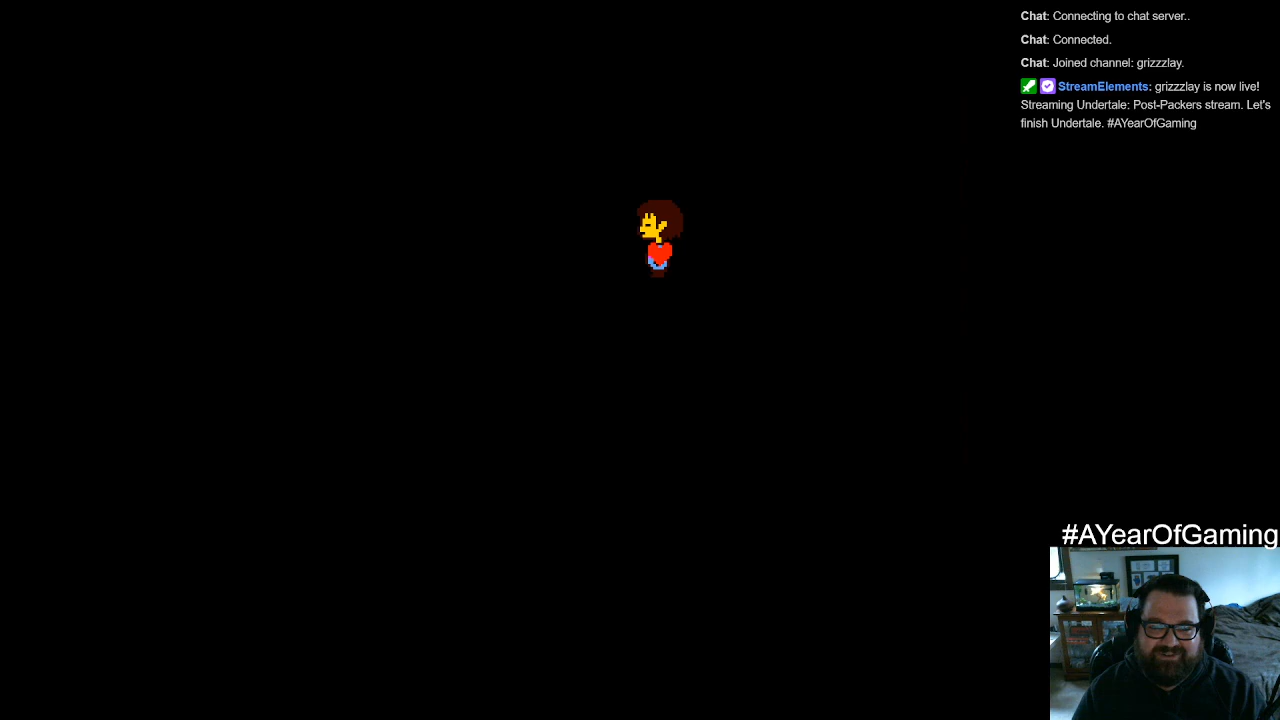 Chat: Connecting to chat server..
Chat: Connected.
Chat: Joined channel: grizzzlay.
StreamElements: grizzzlay is now live!
Streaming Undertale: Post-Packers stream. Let's
finish Undertale. #AYearOfGaming
#AYearOfGaming